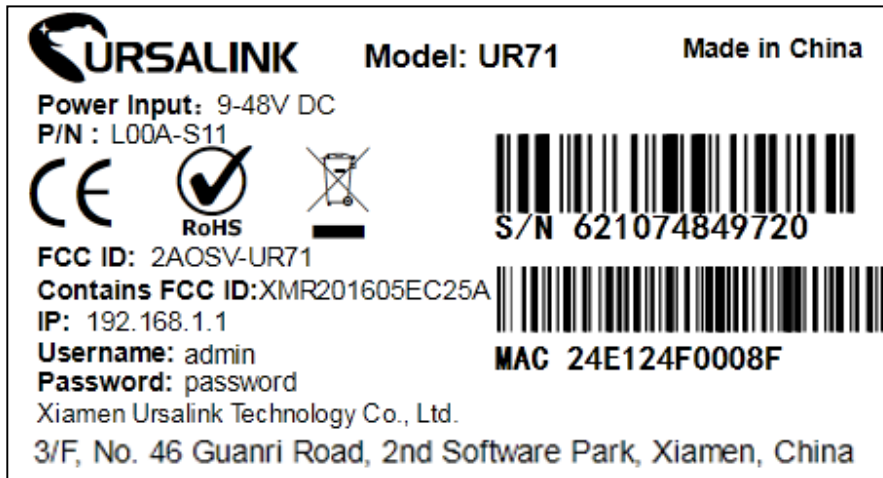 URSALINK Model: UR71 Made in China
Power Input: 9-48V DC
P/N : L00A-S11
CE RoHS
S/N 621074849720
FCC ID: 2AOSV-UR71
Contains FCC ID:XMR201605EC25A
IP: 192.168.1.1
Username: admin
MAC 24E124F0008F
Password: password
Xiamen Ursalink Technology Co., Ltd.
3/F, No. 46 Guanri Road, 2nd Software Park, Xiamen, China